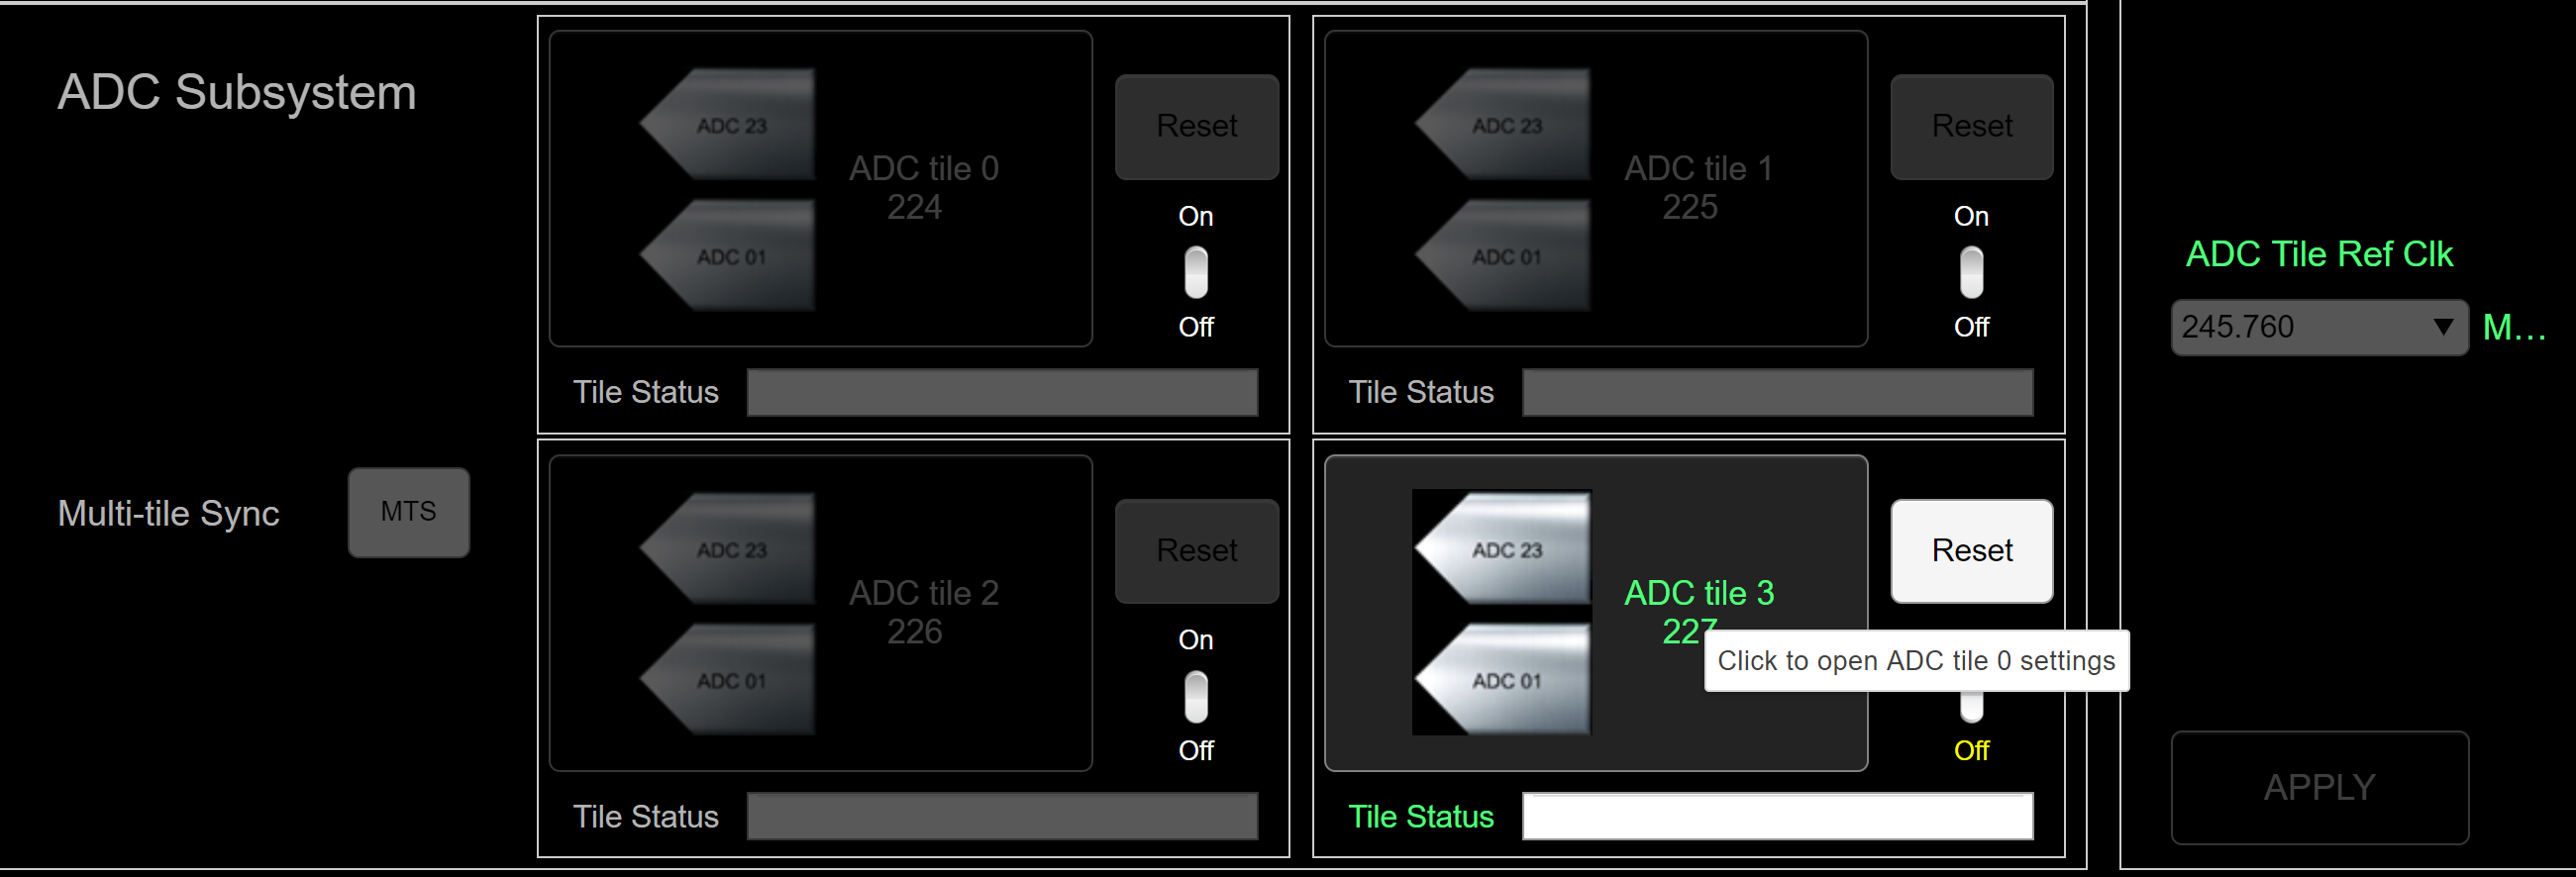 ADC Subsystem
Multi-tile Sync
MTS
ADC 23
ADC 01
ADC tile 0
224
Reset
On
Off
Tile Status
ADC 23
ADC 01
ADC tile 1
225
Reset
On
Off
Tile Status
ADC 23
ADC 01
ADC tile 2
226
Reset
On
Off
Tile Status
ADC 23
ADC 01
ADC tile 3
227
Reset
Click to open ADC tile 0 settings
Off
Tile Status
ADC Tile Ref Clk
245.760
M...
APPLY